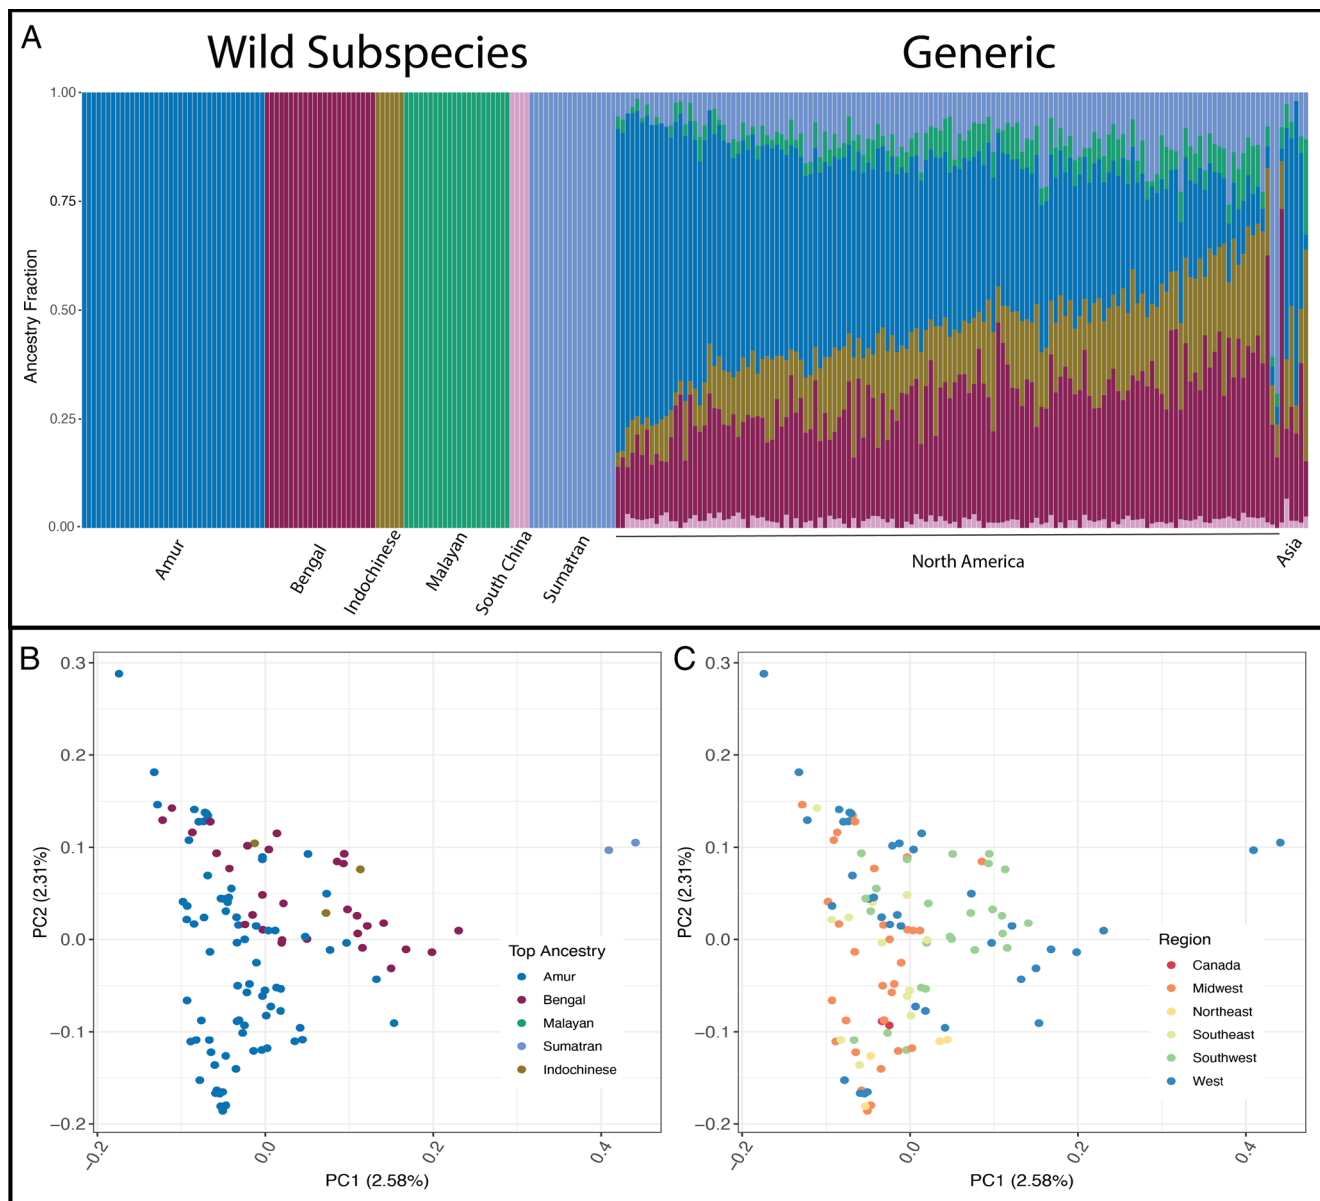 A
Wild Subspecies
Generic
Ancestry Fraction
1.00
0.75
0.50
0.25
0.00
Amur
Bengal
Indochinese
Malayan
South China
Sumatran
North America
Asia
B
PC2 (2.31%)
0.3
0.2
0.1
0.0
−0.1
−0.2
−0.2
0.0
0.2
0.4
PC1 (2.58%)
Top Ancestry
Amur
Bengal
Malayan
Sumatran
Indochinese
C
PC2 (2.31%)
0.3
0.2
0.1
0.0
−0.1
−0.2
−0.2
0.0
0.2
0.4
PC1 (2.58%)
Region
Canada
Midwest
Northeast
Southeast
Southwest
West